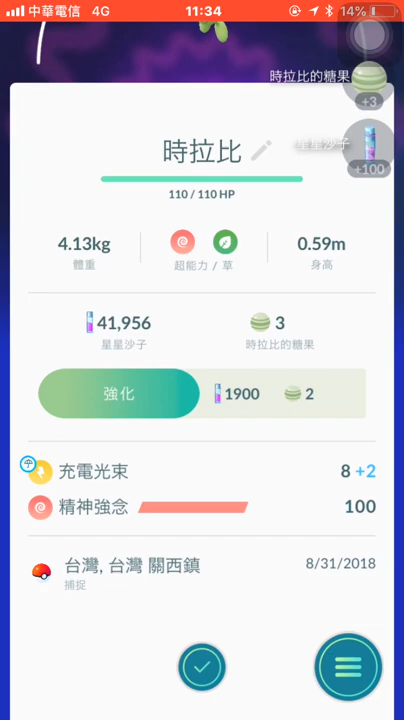 中華電信 4G 11:34 14%
時拉比的糖果
+3
時拉比
星星沙子
+100
110 / 110 HP
4.13kg 0.59m
體重 超能力 / 草 身高
41,956 3
星星沙子 時拉比的糖果
強化 1900 2
充電光束 8 +2
精神強念 100
台灣, 台灣 關西鎮 8/31/2018
捕捉